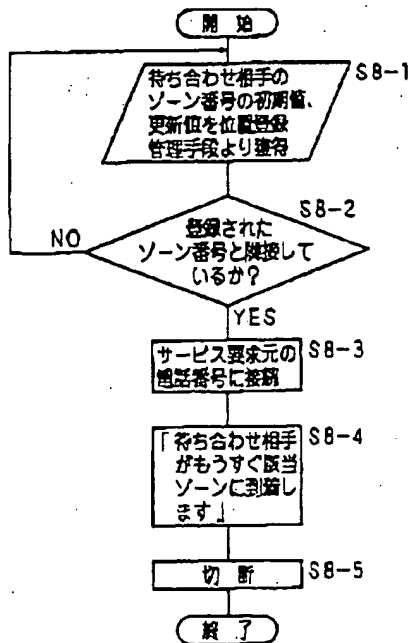 開始
待ち合わせ相手の
ゾーン番号の初期値、
更新値を位置登録
管理手段より獲得
S8-1
S8-2
登録された
ゾーン番号と隣接して
いるか?
NO
YES
サービス要求元の
電話番号に接続
S8-3
「待ち合わせ相手
がもうすぐ該当
ゾーンに到着し
ます」
S8-4
切断
S8-5
終了